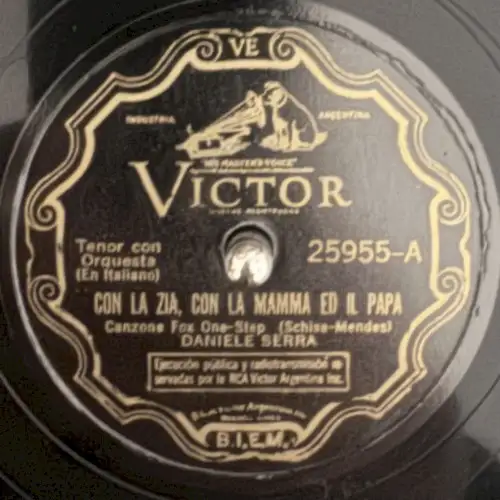 VE
INDUSTRIA ARGENTINA
"HIS MASTER'S VOICE"
VICTOR
Tenor con
Orquesta
(En Italiano)
25955-A
CON LA ZIA, CON LA MAMMA ED IL PAPA
Canzone Fox One-Step (Schisa-Mendes)
DANIELE SERRA
Ejecución pública y radiotransmisión re-
servadas por la RCA Victor Argentina Inc.
B.I.E.M.